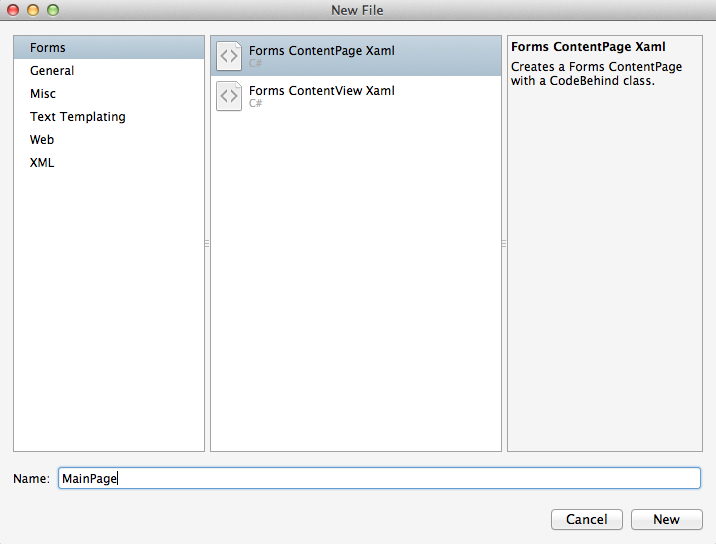 New File
Forms
General
Misc
Text Templating
Web
XML
Forms ContentPage Xaml
C#
Forms ContentView Xaml
C#
Forms ContentPage Xaml
Creates a Forms ContentPage
with a CodeBehind class.
Name: MainPage
Cancel New